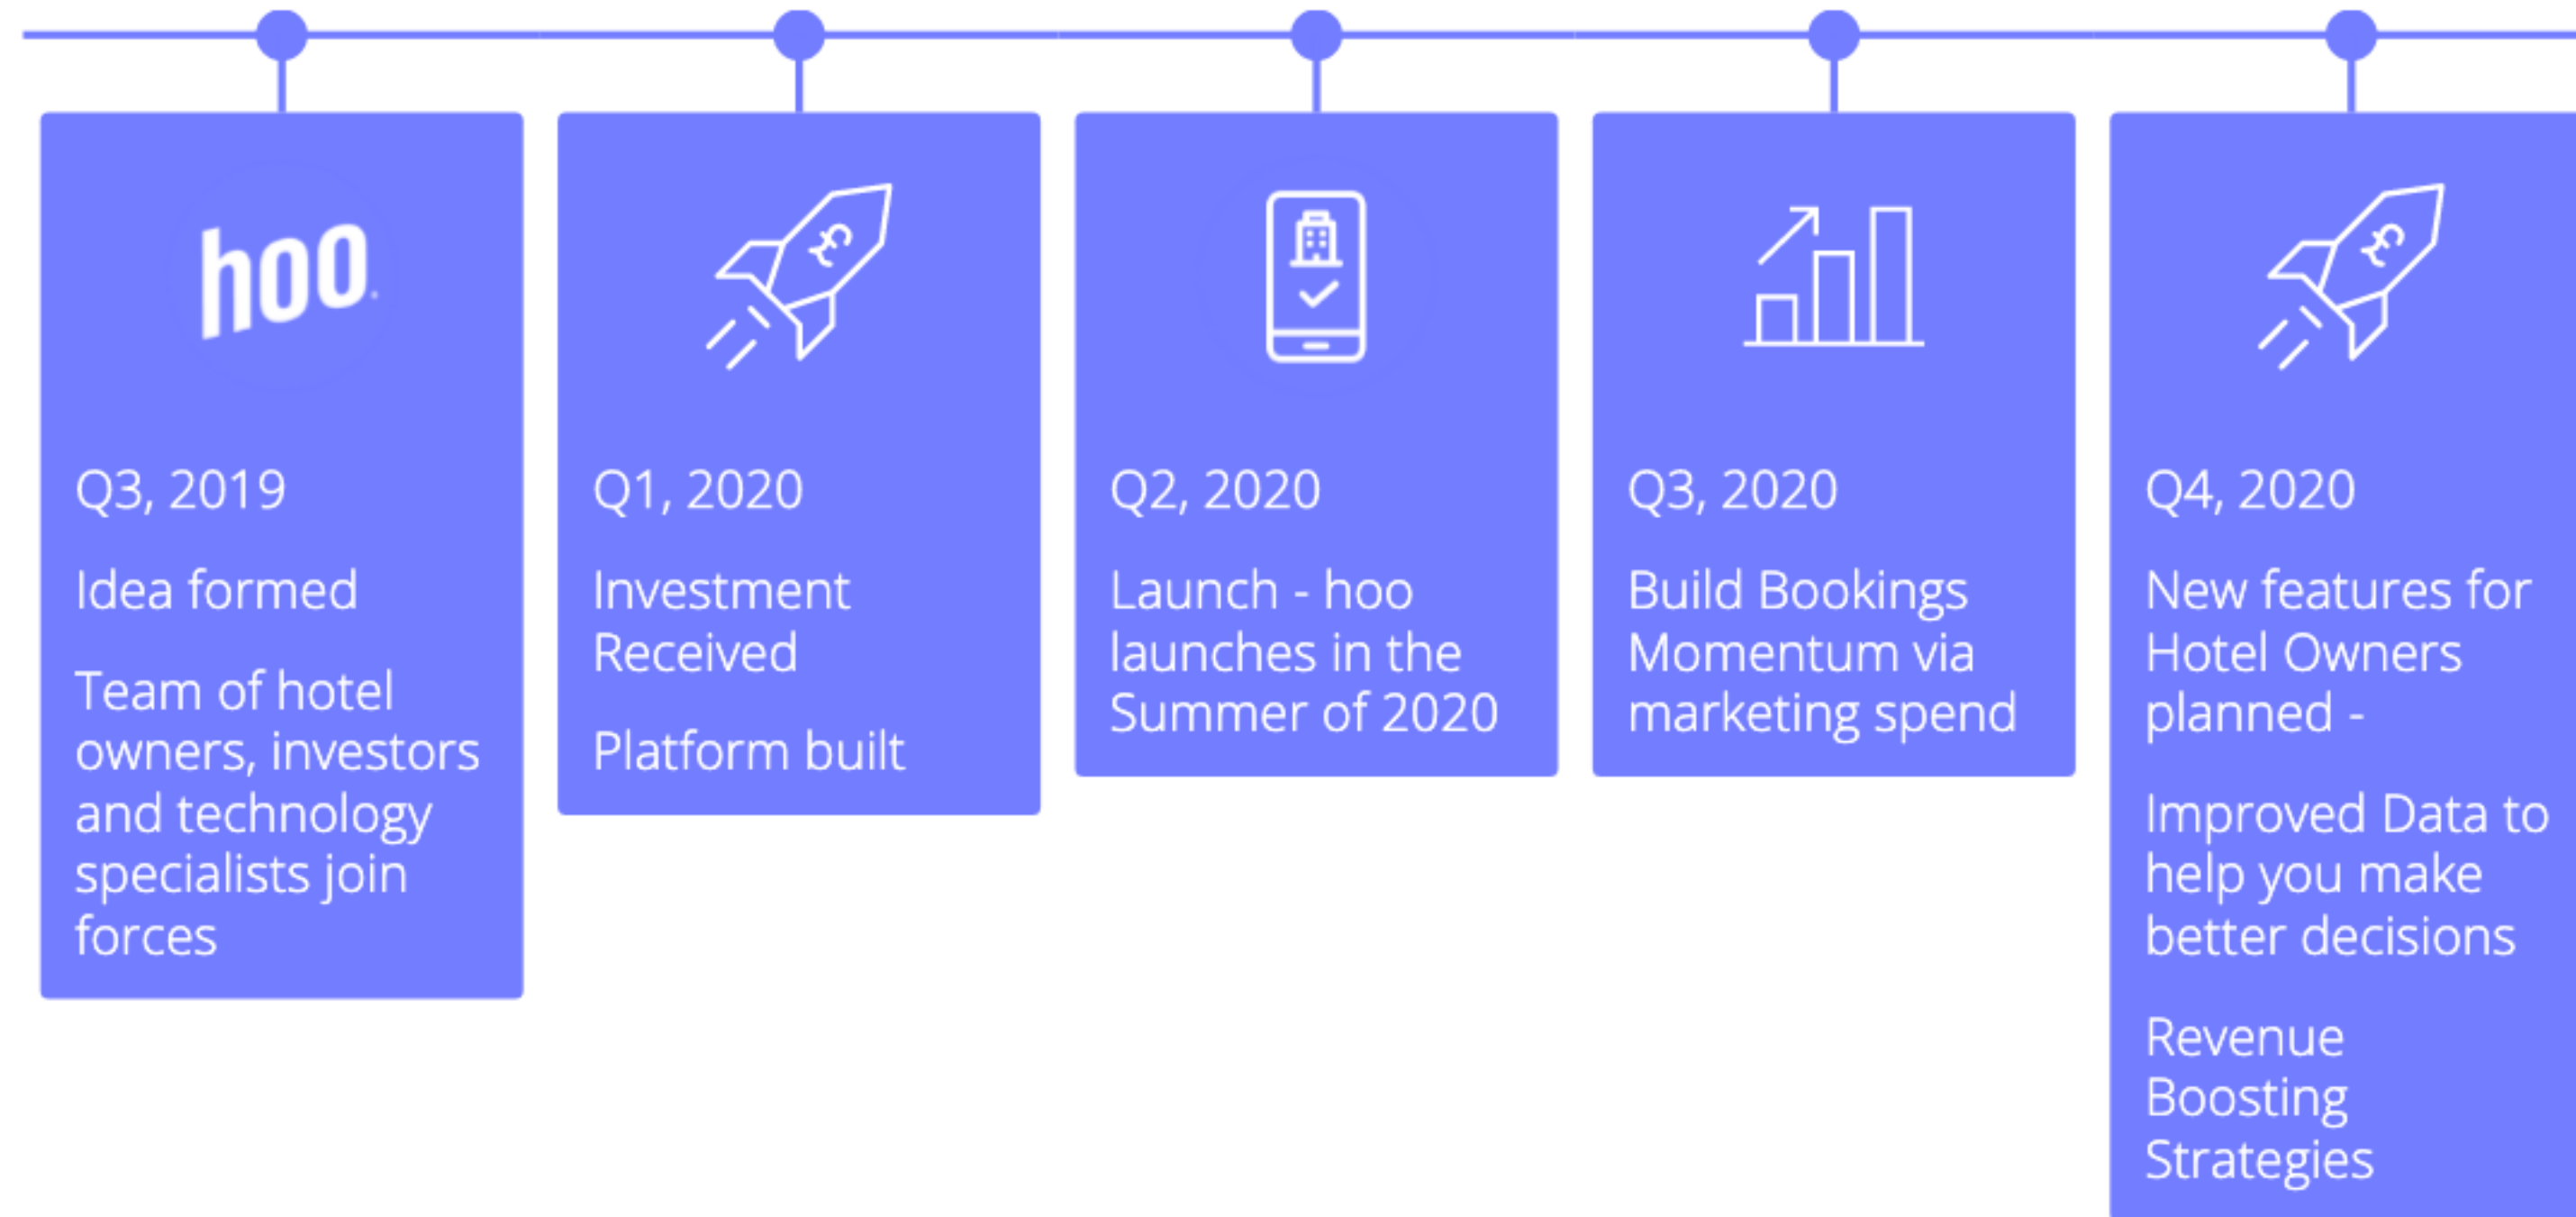 hoo.
Q3, 2019
Idea formed
Team of hotel
owners, investors
and technology
specialists join
forces
£
Q1, 2020
Investment
Received
Platform built
Q2, 2020
Launch - hoo
launches in the
Summer of 2020
Q3, 2020
Build Bookings
Momentum via
marketing spend
£
Q4, 2020
New features for
Hotel Owners
planned -
Improved Data to
help you make
better decisions
Revenue
Boosting
Strategies